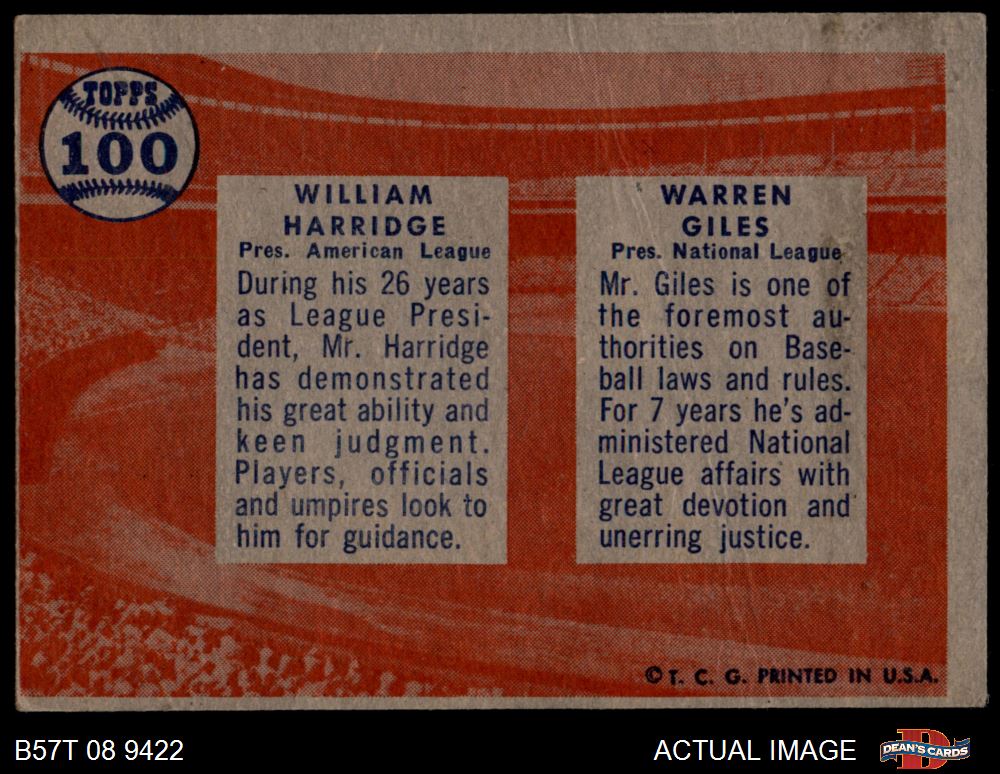 TOPPS
100
WILLIAM
HARRIDGE
Pres. American League
During his 26 years
as League Presi-
dent, Mr. Harridge
has demonstrated
his great ability and
keen judgment.
Players, officials
and umpires look to
him for guidance.
WARREN
GILES
Pres. National League
Mr. Giles is one of
the foremost au-
thorities on Base-
ball laws and rules.
For 7 years he's ad-
ministered National
League affairs with
great devotion and
unerring justice.
© T. C. G. PRINTED IN U.S.A.
B57T 08 9422
ACTUAL IMAGE
DEAN'S CARDS